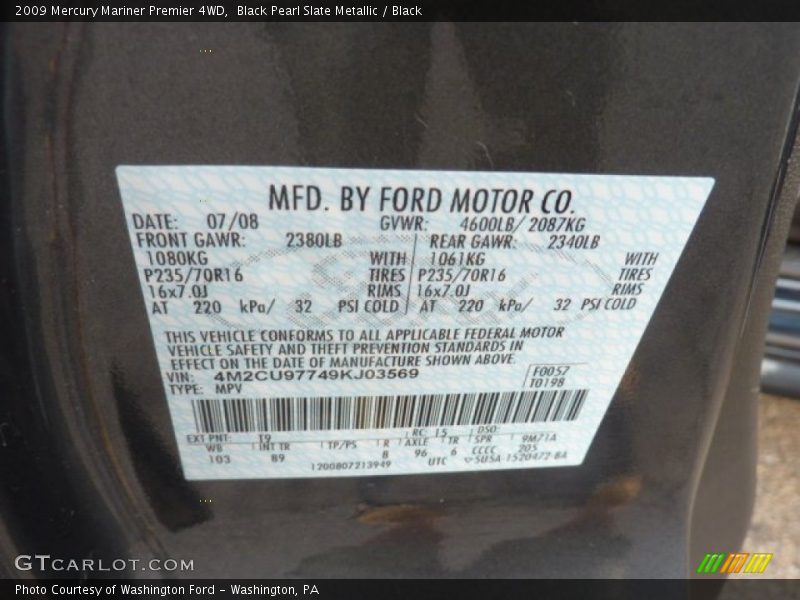 2009 Mercury Mariner Premier 4WD, Black Pearl Slate Metallic / Black
MFD. BY FORD MOTOR CO.
DATE: 07/08 GVWR: 4600LB/ 2087KG
FRONT GAWR: 2380LB REAR GAWR: 2340LB
1080KG WITH 1061KG WITH
P235/70R16 TIRES P235/70R16 TIRES
16x7.0J RIMS 16x7.0J RIMS
AT 220 kPa/ 32 PSI COLD AT 220 kPa/ 32 PSI COLD
THIS VEHICLE CONFORMS TO ALL APPLICABLE FEDERAL MOTOR
VEHICLE SAFETY AND THEFT PREVENTION STANDARDS IN
EFFECT ON THE DATE OF MANUFACTURE SHOWN ABOVE.
VIN: 4M2CU97749KJ03569 F0057
TYPE: MPV T0198
EXT PNT: T9 RC: 15 DSO:
WB INT TR TP/PS R AXLE TR SPR 9M71A
103 89 8 96 6 CCCC 205
1200807213949 UTC 1520472-BA
GTCARLOT.COM
Photo Courtesy of Washington Ford - Washington, PA